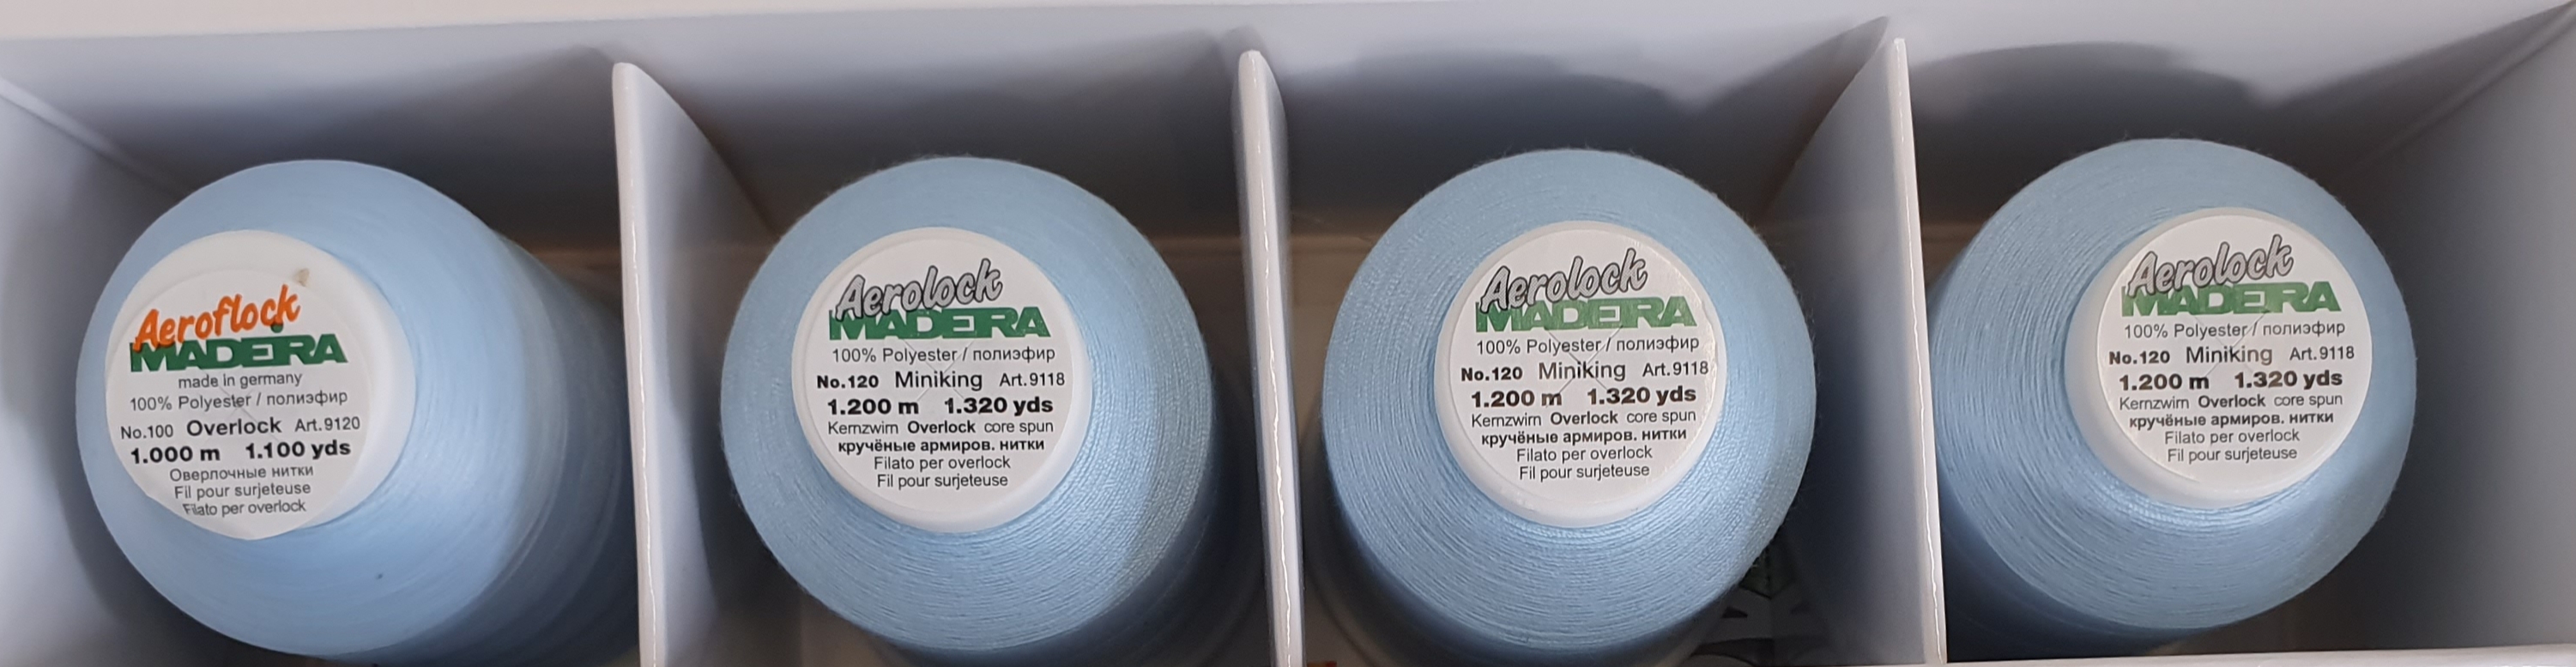 Aeroflock
MADEIRA
made in germany
100% Polyester / полиэфир
No.100 Overlock Art.9120
1.000 m 1.100 yds
Оверлочные нитки
Fil pour surjeteuse
Filato per overlock
Aerolock
MADEIRA
100% Polyester / полиэфир
No.120 Miniking Art.9118
1.200 m 1.320 yds
Kernzwirn Overlock core spun
кручёные армиров. нитки
Filato per overlock
Fil pour surjeteuse
Aerolock
MADEIRA
100% Polyester / полиэфир
No.120 Miniking Art.9118
1.200 m 1.320 yds
Kernzwirn Overlock core spun
кручёные армиров. нитки
Filato per overlock
Fil pour surjeteuse
Aerolock
MADEIRA
100% Polyester / полиэфир
No.120 Miniking Art.9118
1.200 m 1.320 yds
Kernzwirn Overlock core spun
кручёные армиров. нитки
Filato per overlock
Fil pour surjeteuse